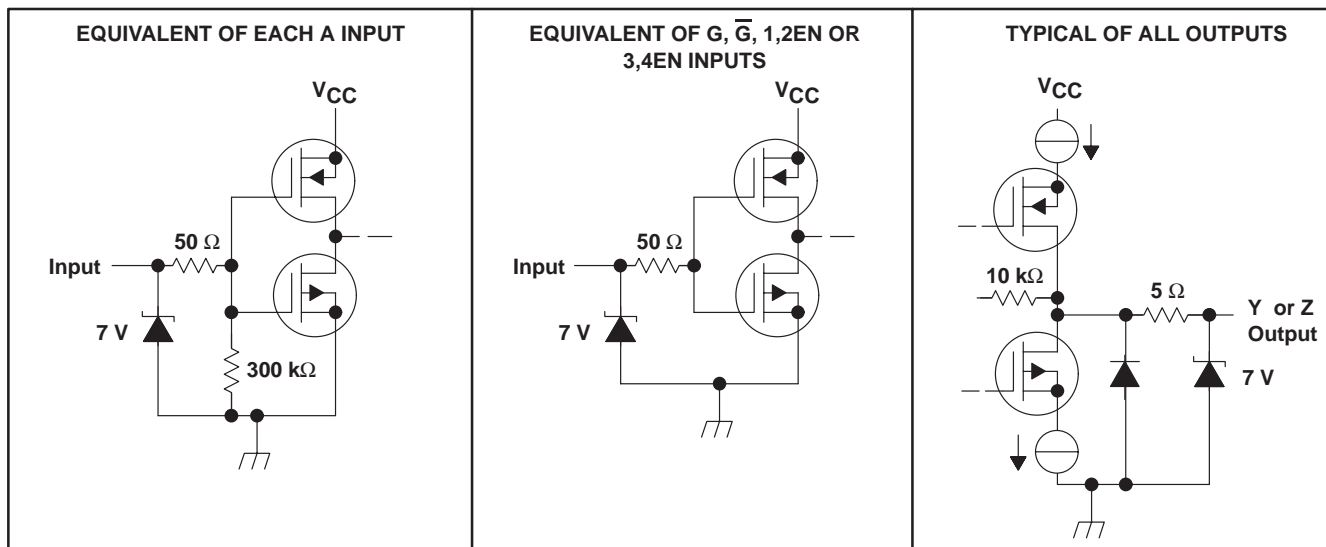 EQUIVALENT OF EACH A INPUT
VCC
50 Ω
Input
7 V
300 kΩ
EQUIVALENT OF G, G̅, 1,2EN OR
3,4EN INPUTS
VCC
50 Ω
Input
7 V
TYPICAL OF ALL OUTPUTS
VCC
10 kΩ
5 Ω
Y or Z
Output
7 V